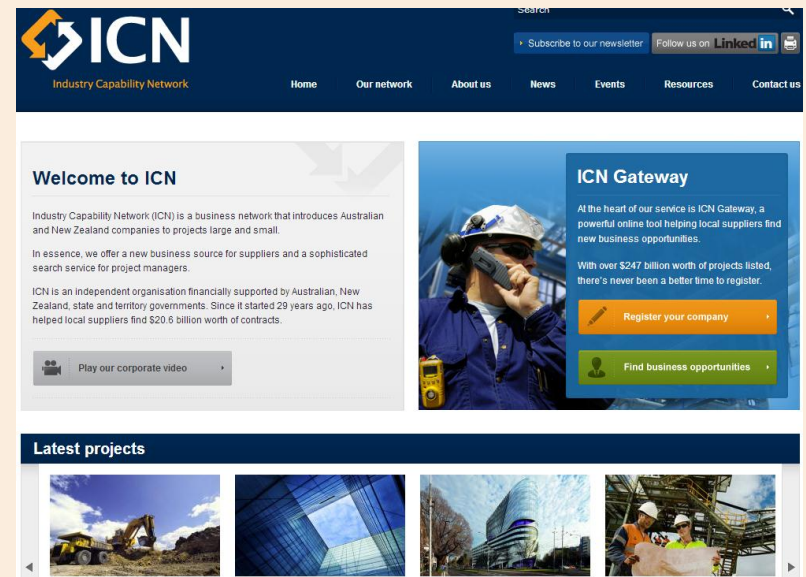 Search
ICN
Subscribe to our newsletter
Follow us on Linked in
Industry Capability Network
Home Our network About us News Events Resources Contact us
Welcome to ICN
Industry Capability Network (ICN) is a business network that introduces Australian
and New Zealand companies to projects large and small.
In essence, we offer a new business source for suppliers and a sophisticated
search service for project managers.
ICN is an independent organisation financially supported by Australian, New
Zealand, state and territory governments. Since it started 29 years ago, ICN has
helped local suppliers find $20.6 billion worth of contracts.
Play our corporate video
ICN Gateway
At the heart of our service is ICN Gateway, a
powerful online tool helping local suppliers find
new business opportunities.
With over $247 billion worth of projects listed,
there's never been a better time to register.
Register your company
Find business opportunities
Latest projects